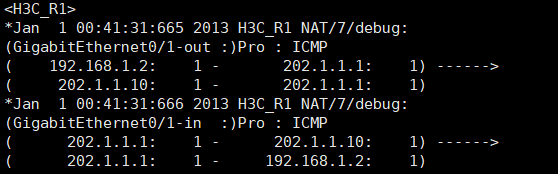 <H3C_R1>
*Jan  1 00:41:31:665 2013 H3C_R1 NAT/7/debug:
(GigabitEthernet0/1-out :)Pro : ICMP
(    192.168.1.2:    1 -       202.1.1.1:    1) ------>
(     202.1.1.10:    1 -       202.1.1.1:    1)
*Jan  1 00:41:31:666 2013 H3C_R1 NAT/7/debug:
(GigabitEthernet0/1-in  :)Pro : ICMP
(      202.1.1.1:    1 -      202.1.1.10:    1) ------>
(      202.1.1.1:    1 -     192.168.1.2:    1)